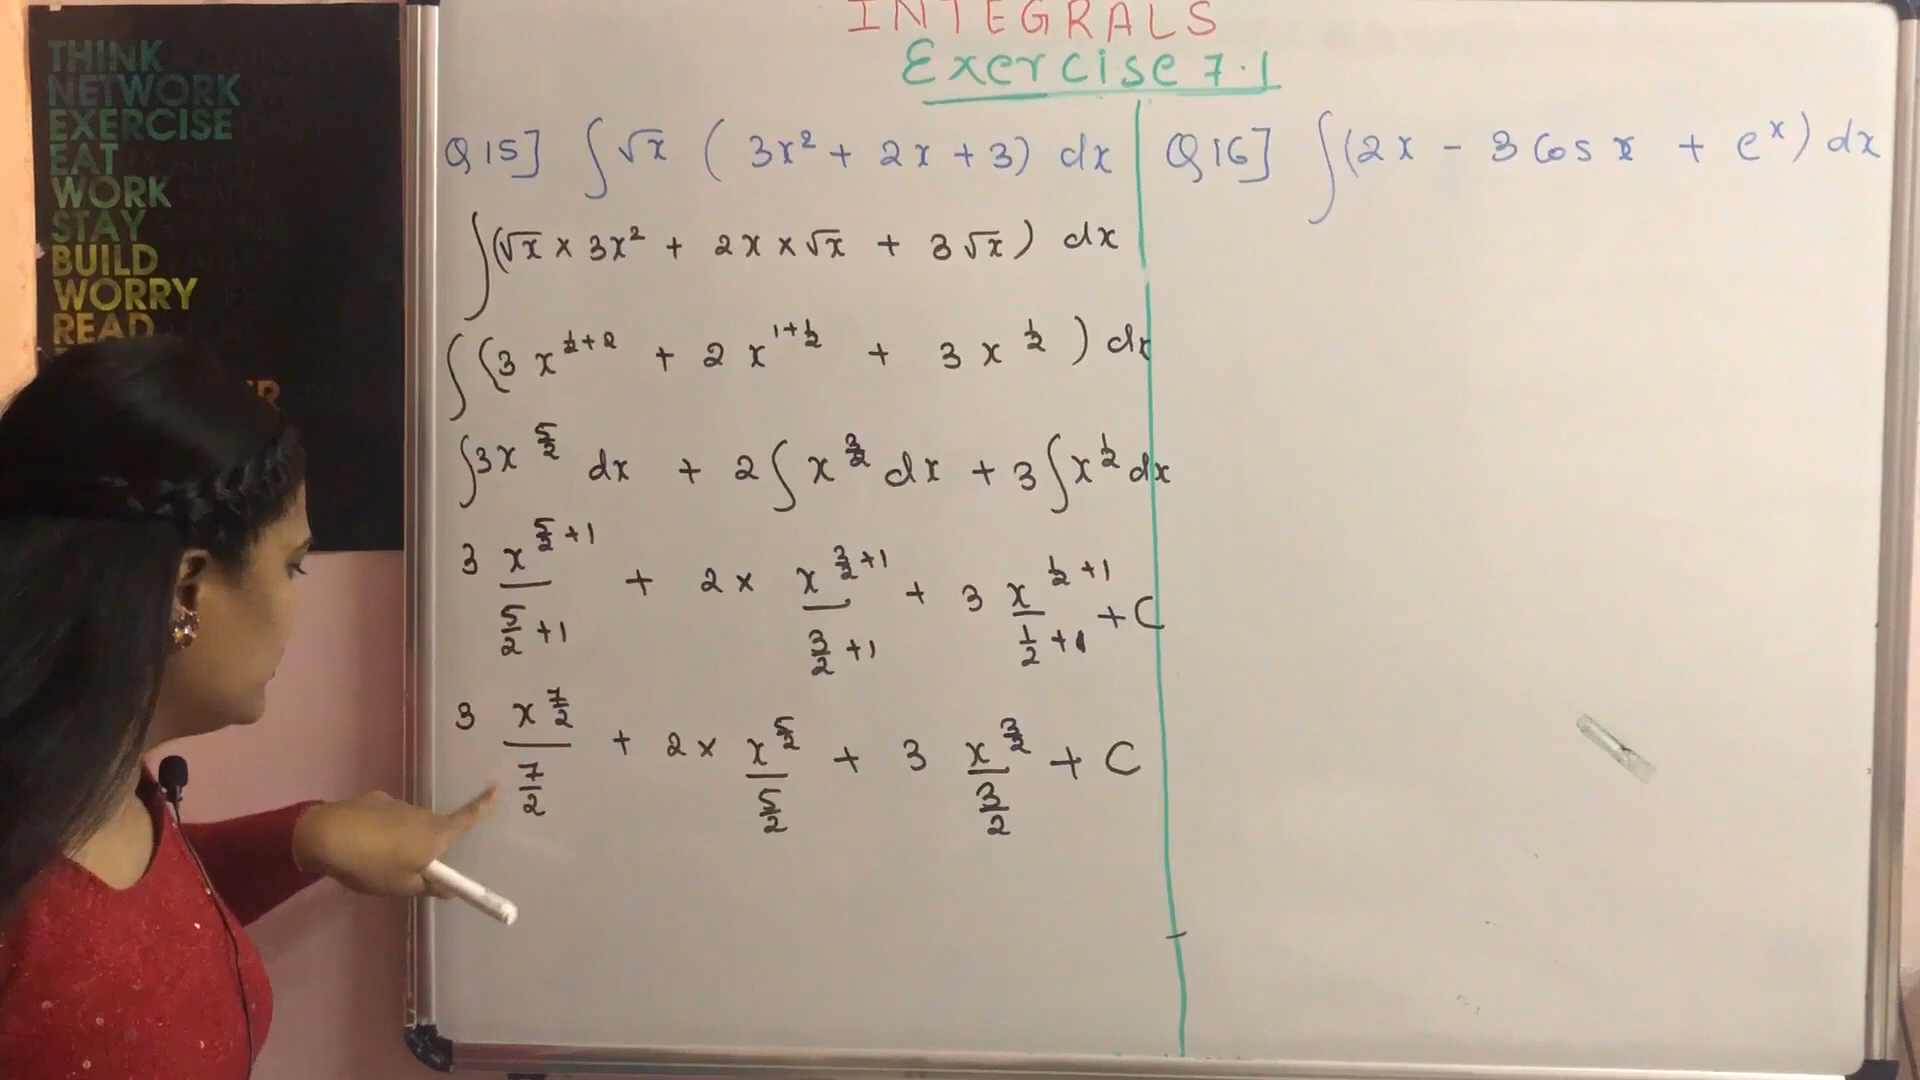 THINK
NETWORK
EXERCISE
EAT
WORK
STAY
BUILD
WORRY
READ
INTEGRALS
Exercise 7.1
Q15] ∫√x (3x² + 2x + 3) dx
∫(√x × 3x² + 2x × √x + 3√x) dx
∫(3 x^(1/2+2) + 2 x^(1+1/2) + 3 x^(1/2)) dx
∫3x^(5/2) dx + 2∫x^(3/2) dx + 3∫x^(1/2) dx
3 x^(5/2+1)/(5/2+1) + 2 × x^(3/2+1)/(3/2+1) + 3 x^(1/2+1)/(1/2+1) + C
3 x^(7/2)/(7/2) + 2 × x^(5/2)/(5/2) + 3 x^(3/2)/(3/2) + C
Q16] ∫(2x - 3 Cos x + e^x) dx